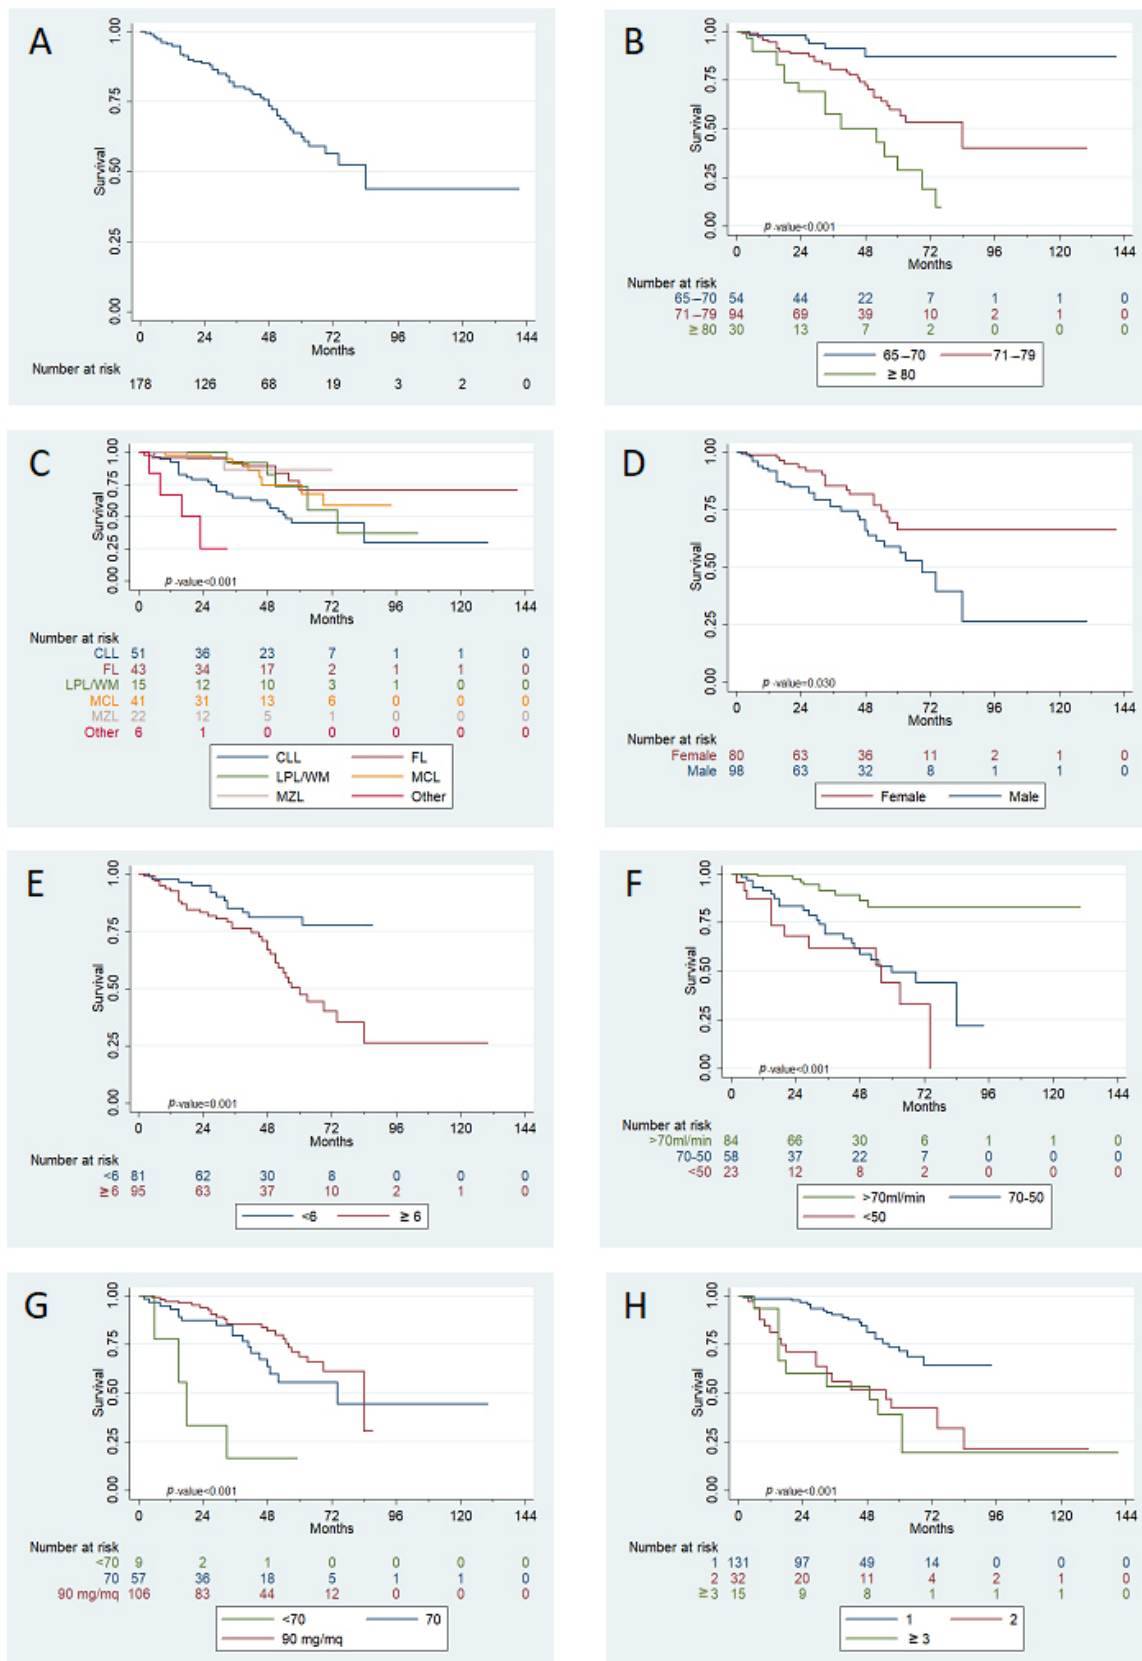 A
Survival
1.00
0.75
0.50
0.25
0.00
0 24 48 72 96 120 144
Months
Number at risk
178 126 68 19 3 2 0
B
Survival
1.00
0.75
0.50
0.25
0.00
p-value<0.001
0 24 48 72 96 120 144
Months
Number at risk
65–70 54 44 22 7 1 1 0
71–79 94 69 39 10 2 1 0
≥ 80 30 13 7 2 0 0 0
65–70 71–79
≥ 80
C
Survival
1.00
0.75
0.50
0.25
0.00
p-value<0.001
0 24 48 72 96 120 144
Months
Number at risk
CLL 51 36 23 7 1 1 0
FL 43 34 17 2 1 1 0
LPL/WM 15 12 10 3 1 0 0
MCL 41 31 13 6 0 0 0
MZL 22 12 5 1 0 0 0
Other 6 1 0 0 0 0 0
CLL FL
LPL/WM MCL
MZL Other
D
Survival
1.00
0.75
0.50
0.25
0.00
p-value=0.030
0 24 48 72 96 120 144
Months
Number at risk
Female 80 63 36 11 2 1 0
Male 98 63 32 8 1 1 0
Female Male
E
Survival
1.00
0.75
0.50
0.25
0.00
p-value=0.001
0 24 48 72 96 120 144
Months
Number at risk
<6 81 62 30 8 0 0 0
≥ 6 95 63 37 10 2 1 0
<6 ≥ 6
F
Survival
1.00
0.75
0.50
0.25
0.00
p-value<0.001
0 24 48 72 96 120 144
Months
Number at risk
>70ml/min 84 66 30 6 1 1 0
70-50 58 37 22 7 0 0 0
<50 23 12 8 2 0 0 0
>70ml/min 70-50
<50
G
Survival
1.00
0.75
0.50
0.25
0.00
p-value<0.001
0 24 48 72 96 120 144
Months
Number at risk
<70 9 2 1 0 0 0 0
70 57 36 18 5 1 1 0
90 mg/mq 106 83 44 12 0 0 0
<70 70
90 mg/mq
H
Survival
1.00
0.75
0.50
0.25
0.00
p-value<0.001
0 24 48 72 96 120 144
Months
Number at risk
1 131 97 49 14 0 0 0
2 32 20 11 4 2 1 0
≥ 3 15 9 8 1 1 1 0
1 2
≥ 3